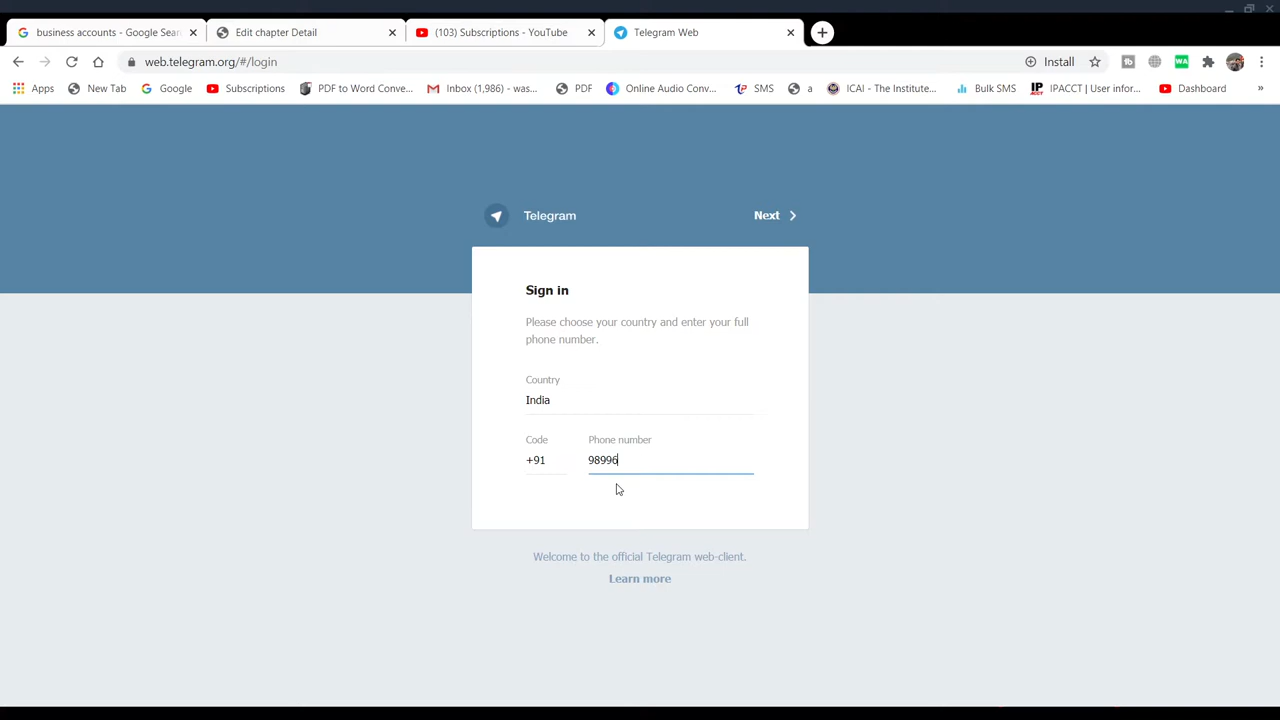 business accounts - Google Sear
Edit chapter Detail
(103) Subscriptions - YouTube
Telegram Web
web.telegram.org/#/login
Install
Apps
New Tab
Google
Subscriptions
PDF to Word Conve...
Inbox (1,986) - was...
PDF
Online Audio Conv...
SMS
a
ICAI - The Institute...
Bulk SMS
IP
ACCT
IPACCT | User infor...
Dashboard
»
WA
Telegram
Next
Sign in
Please choose your country and enter your full
phone number.
Country
India
Code
Phone number
+91
98996
Welcome to the official Telegram web-client.
Learn more